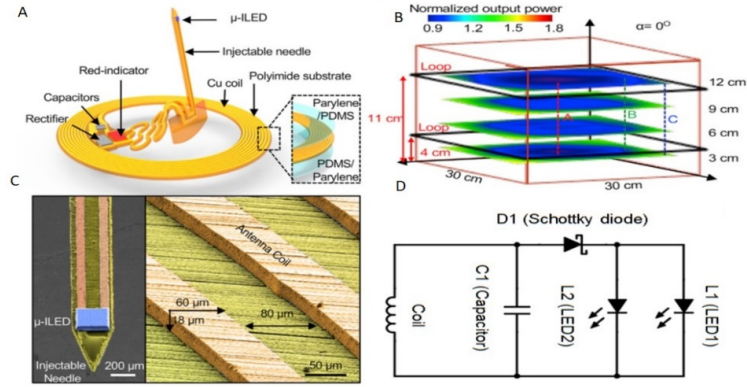 A
μ-ILED
Injectable needle
Red-indicator
Cu coil
Polyimide substrate
Capacitors
Rectifier
Parylene
/PDMS
PDMS/
Parylene
B
Normalized output power
0.9 1.2 1.5 1.8
α= 0⁰
Loop
12 cm
9 cm
11 cm
A
B
C
Loop
6 cm
4 cm
3 cm
30 cm
30 cm
C
Antenna Coil
60 μm
18 μm
80 μm
μ-ILED
Injectable
Needle
200 μm
50 μm
D
D1 (Schottky diode)
Coil
C1 (Capacitor)
L2 (LED2)
L1 (LED1)